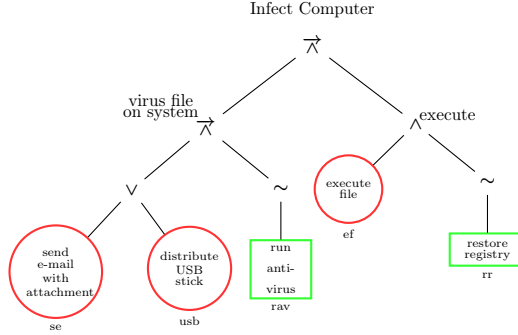 Infect Computer
∧
virus file
on system
∧
∧
execute
∨
~
execute
file
ef
~
send
e-mail
with
attachment
se
distribute
USB
stick
usb
run
anti-
virus
rav
restore
registry
rr